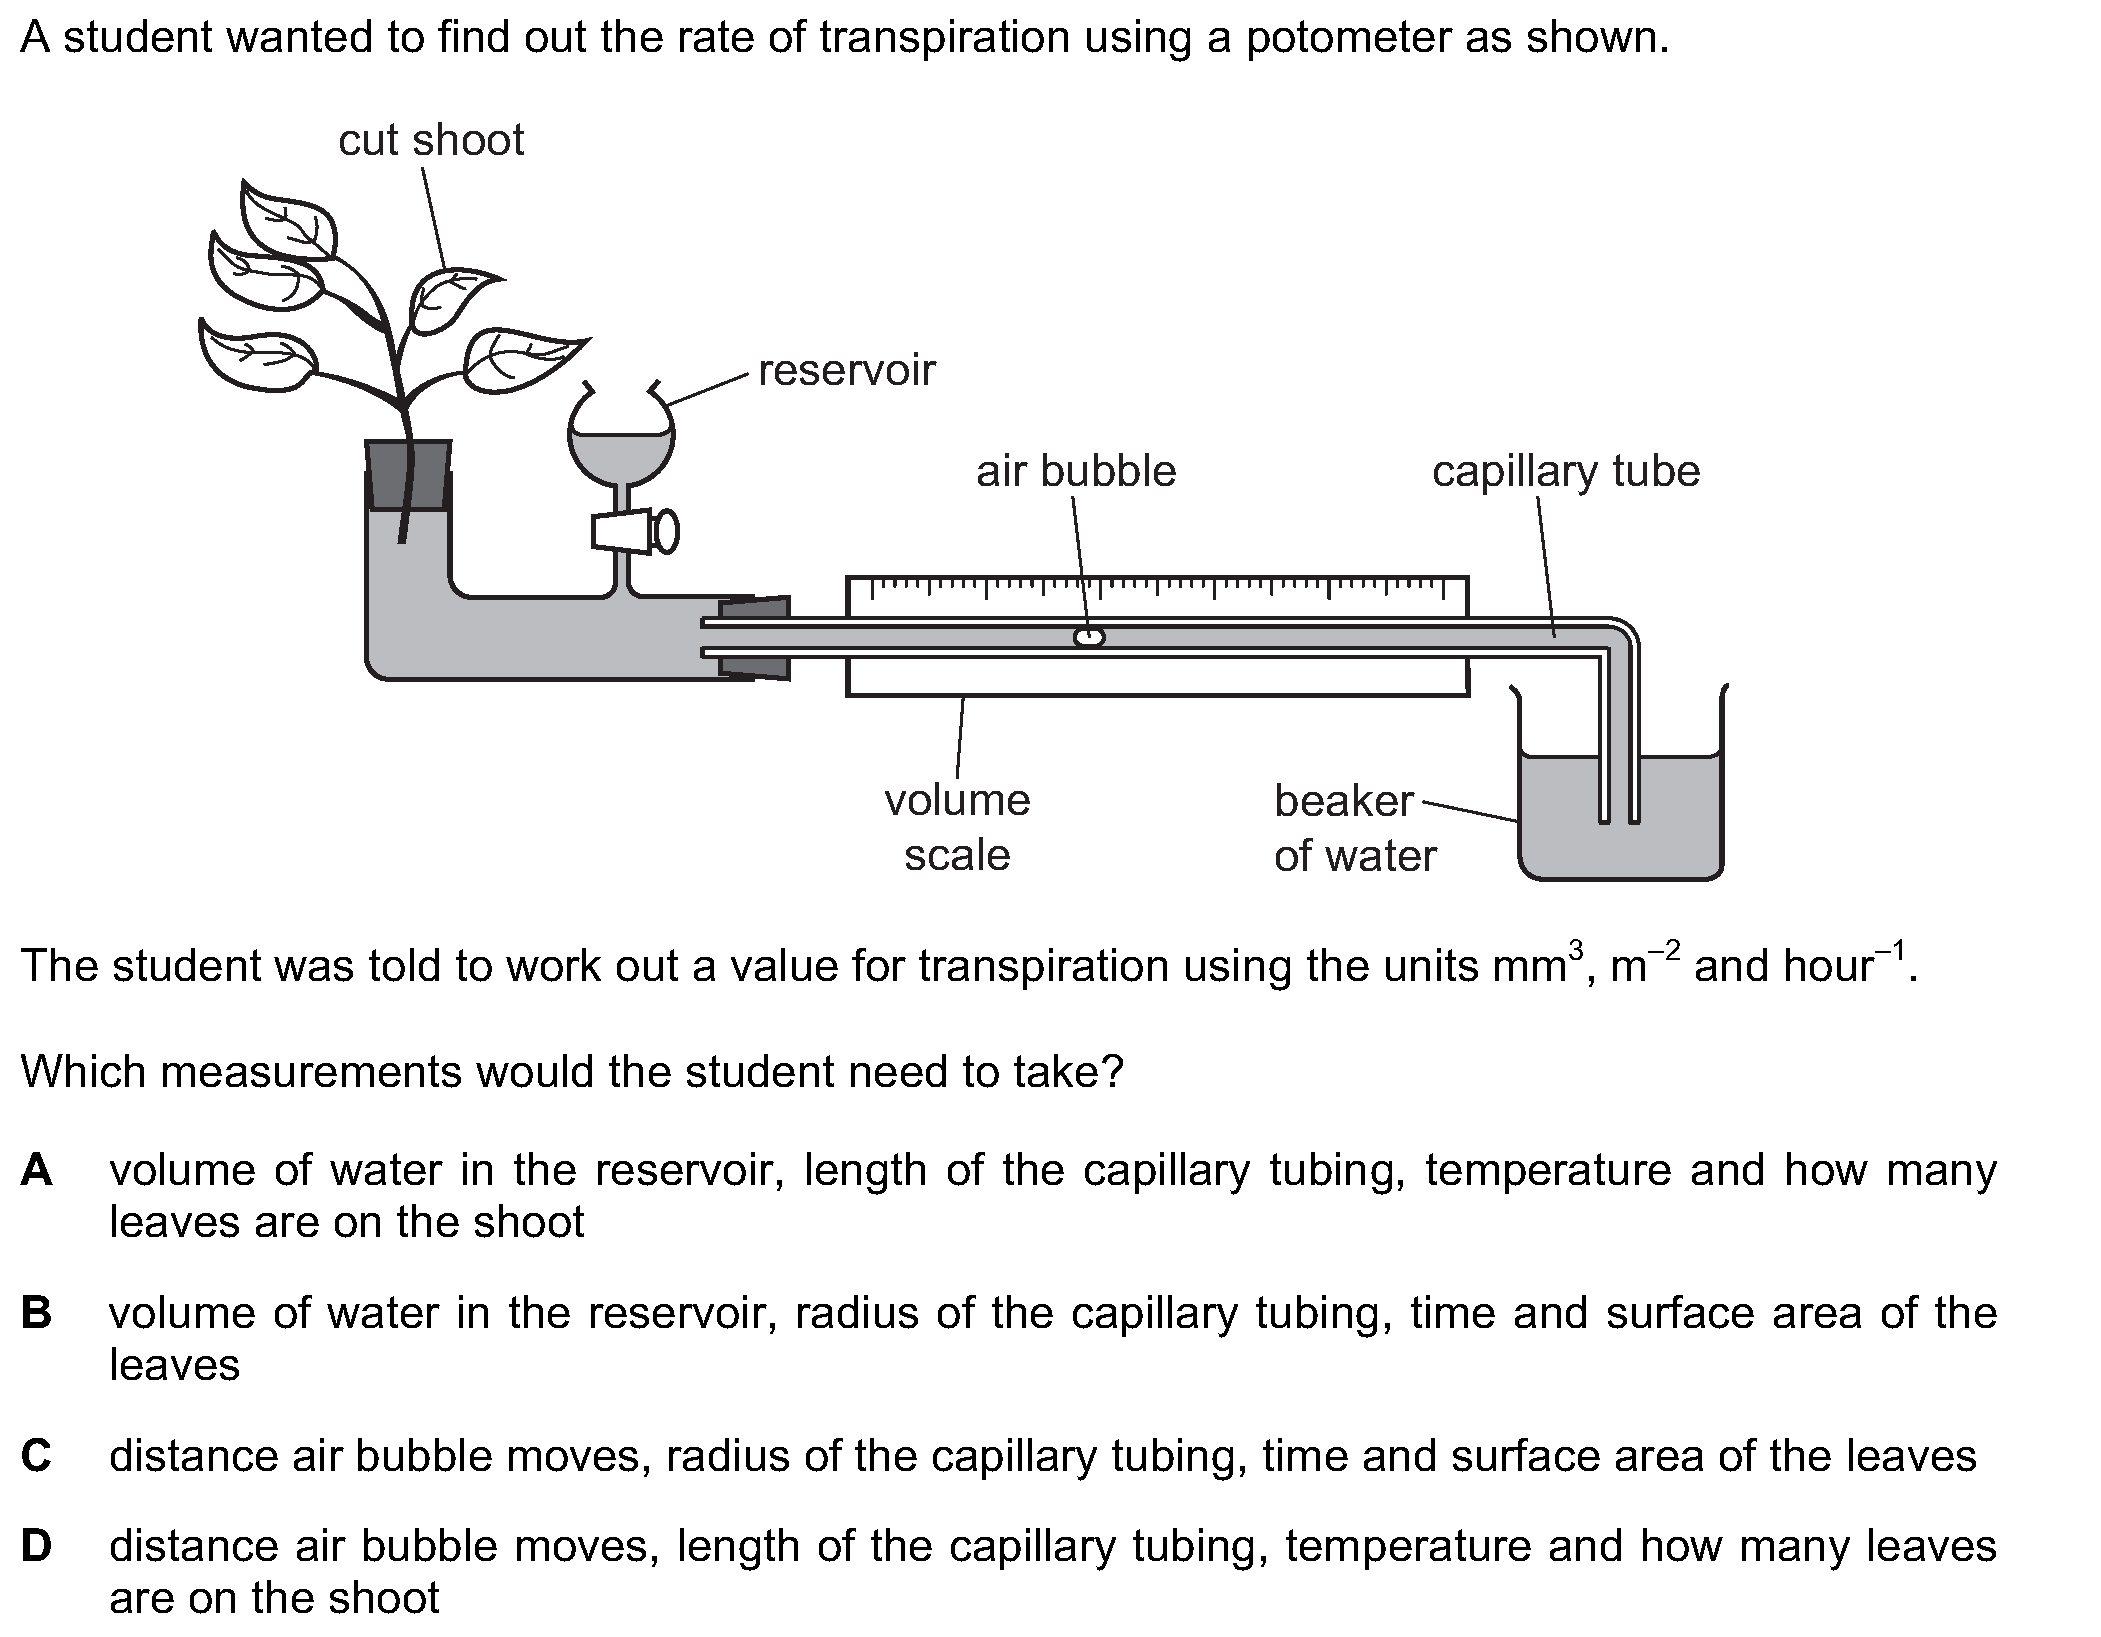 A student wanted to find out the rate of transpiration using a potometer as shown.
cut shoot
reservoir
air bubble
capillary tube
volume
scale
beaker
of water
The student was told to work out a value for transpiration using the units mm³, m⁻² and hour⁻¹.
Which measurements would the student need to take?
A volume of water in the reservoir, length of the capillary tubing, temperature and how many
leaves are on the shoot
B volume of water in the reservoir, radius of the capillary tubing, time and surface area of the
leaves
C distance air bubble moves, radius of the capillary tubing, time and surface area of the leaves
D distance air bubble moves, length of the capillary tubing, temperature and how many leaves
are on the shoot